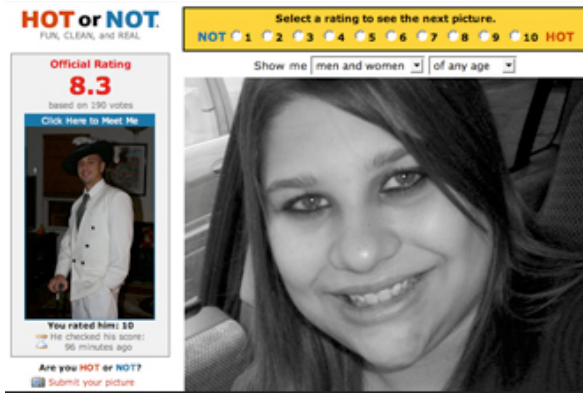 HOT or NOT.
FUN, CLEAN, and REAL
Official Rating
8.3
based on 190 votes
Click Here to Meet Me
You rated him: 10
He checked his score:
96 minutes ago
Are you HOT or NOT?
Submit your picture
Select a rating to see the next picture.
NOT 1 2 3 4 5 6 7 8 9 10 HOT
Show me men and women of any age